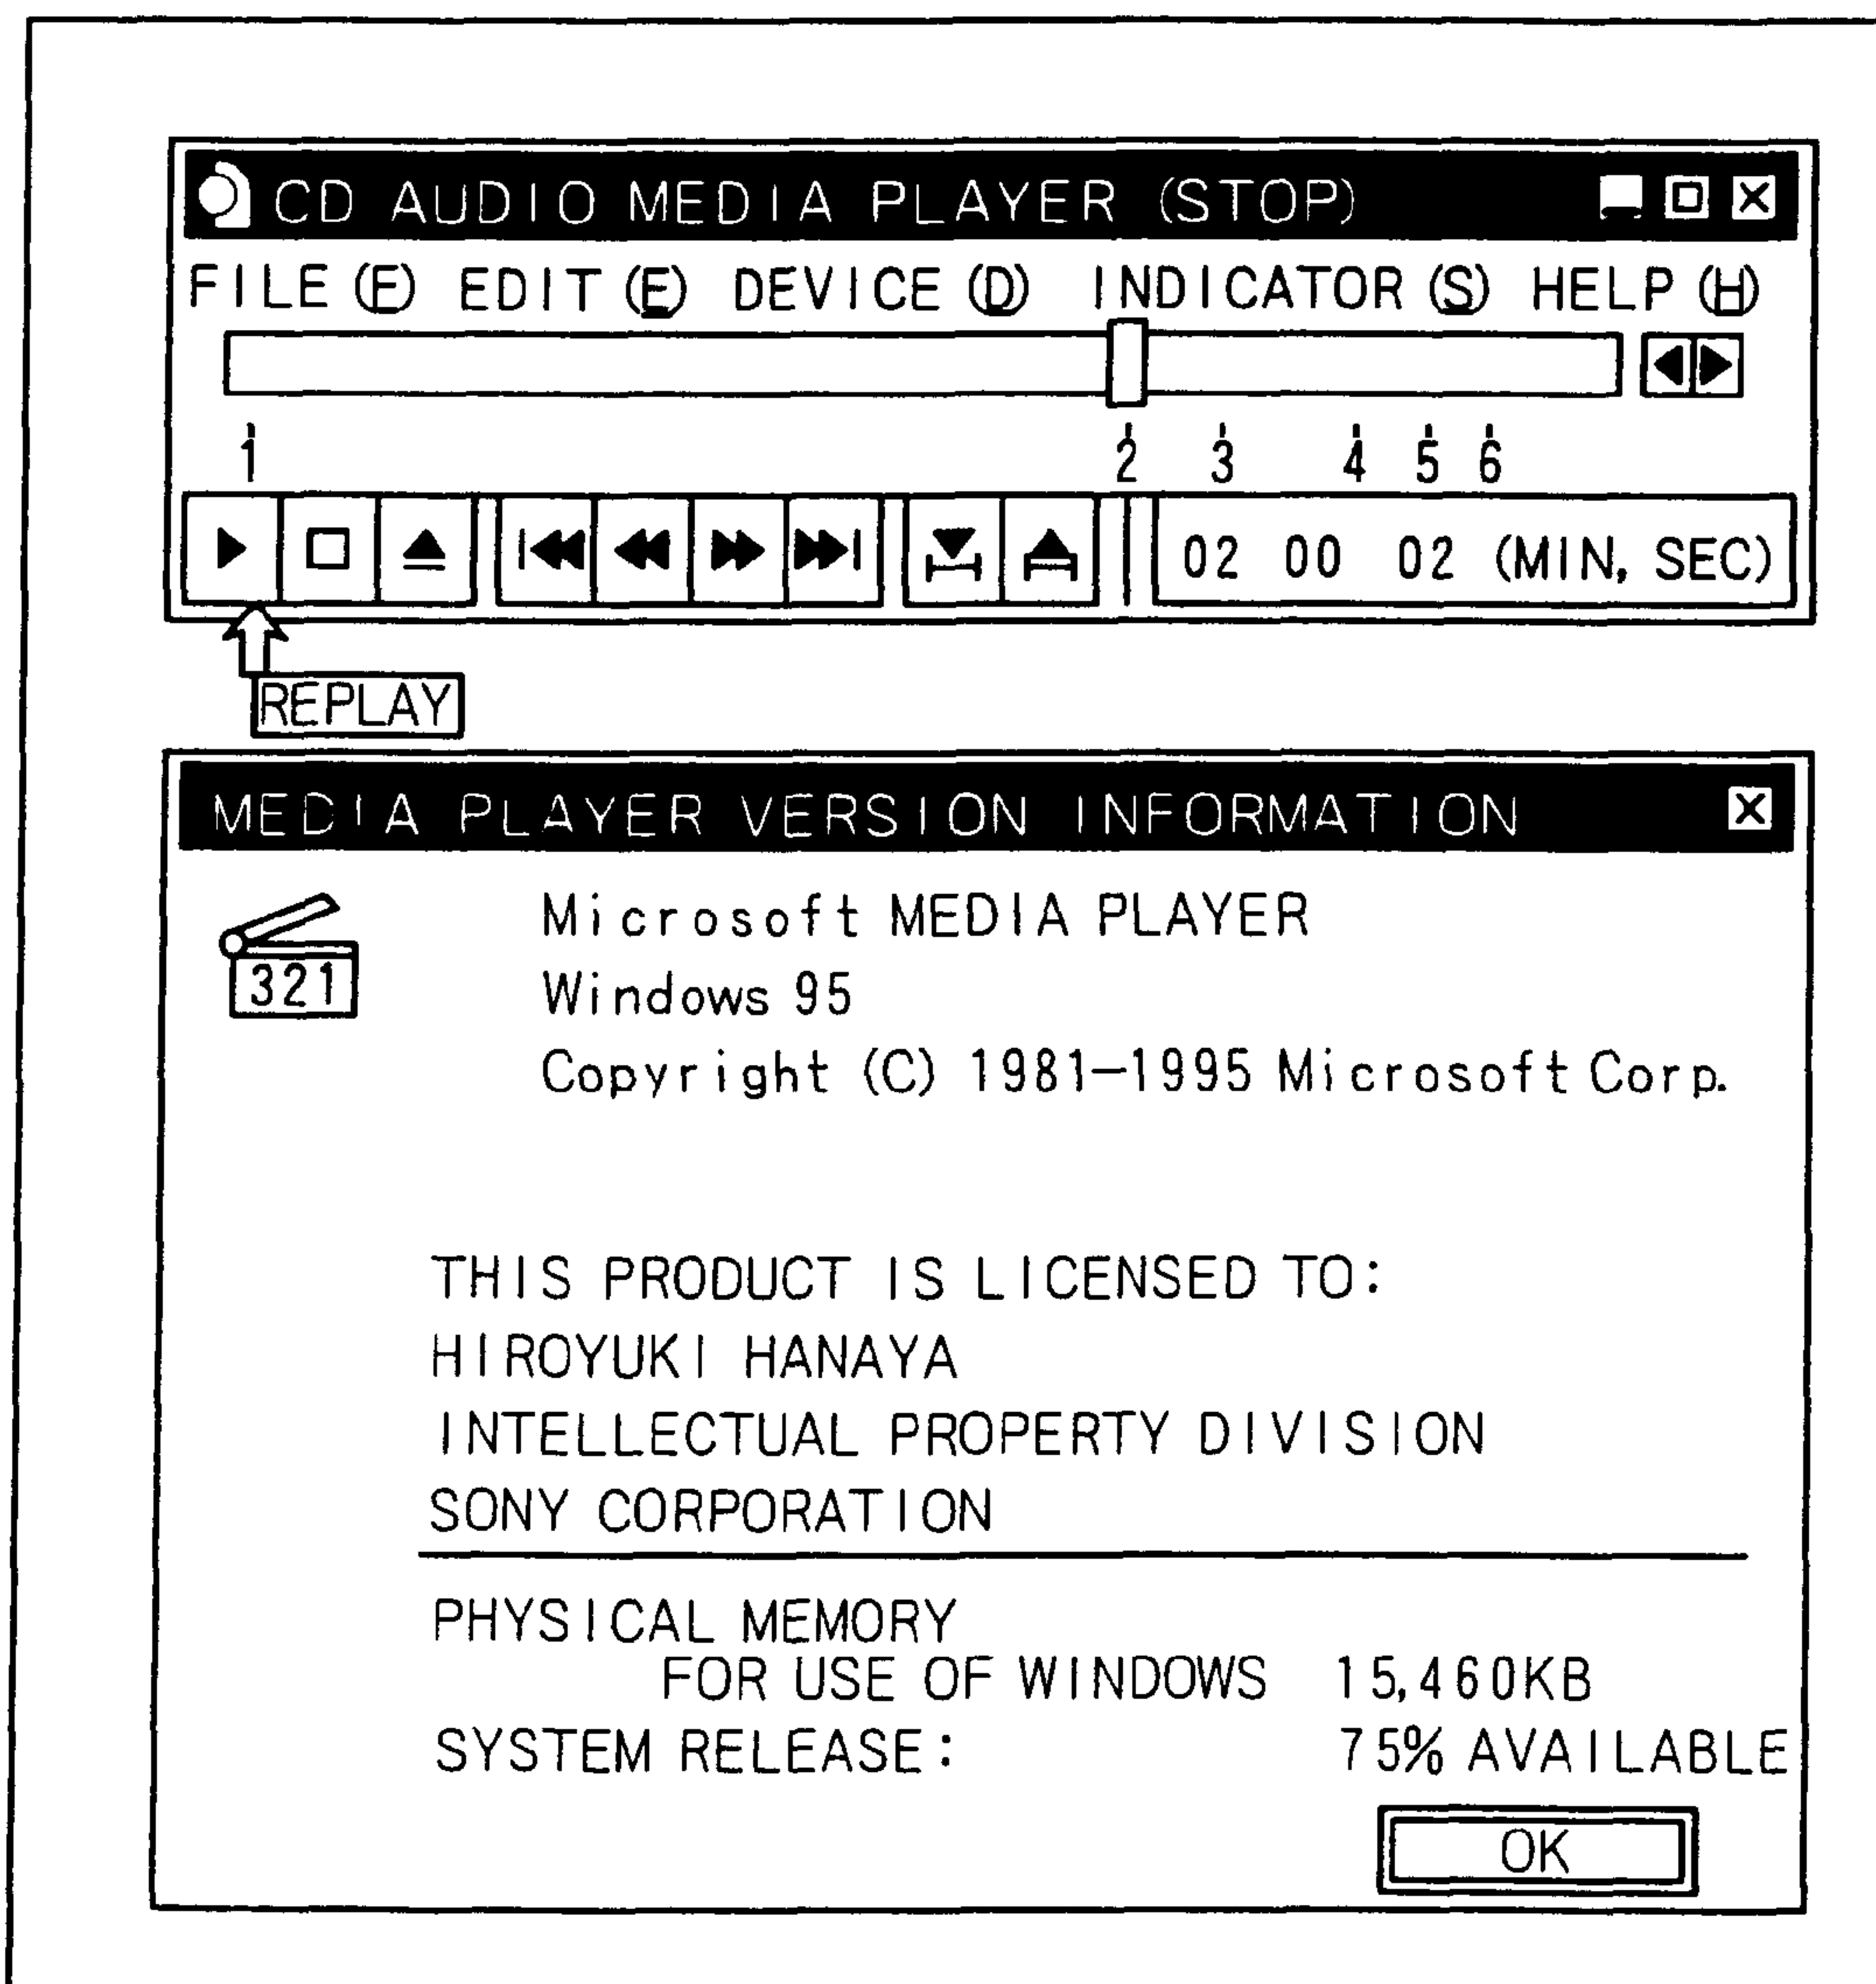 CD AUDIO MEDIA PLAYER (STOP)
FILE (F) EDIT (E) DEVICE (D) INDICATOR (S) HELP (H)
1 2 3 4 5 6
02 00 02 (MIN, SEC)
REPLAY
MEDIA PLAYER VERSION INFORMATION
321
Microsoft MEDIA PLAYER
Windows 95
Copyright (C) 1981-1995 Microsoft Corp.
THIS PRODUCT IS LICENSED TO:
HIROYUKI HANAYA
INTELLECTUAL PROPERTY DIVISION
SONY CORPORATION
PHYSICAL MEMORY
FOR USE OF WINDOWS 15,460KB
SYSTEM RELEASE: 75% AVAILABLE
OK